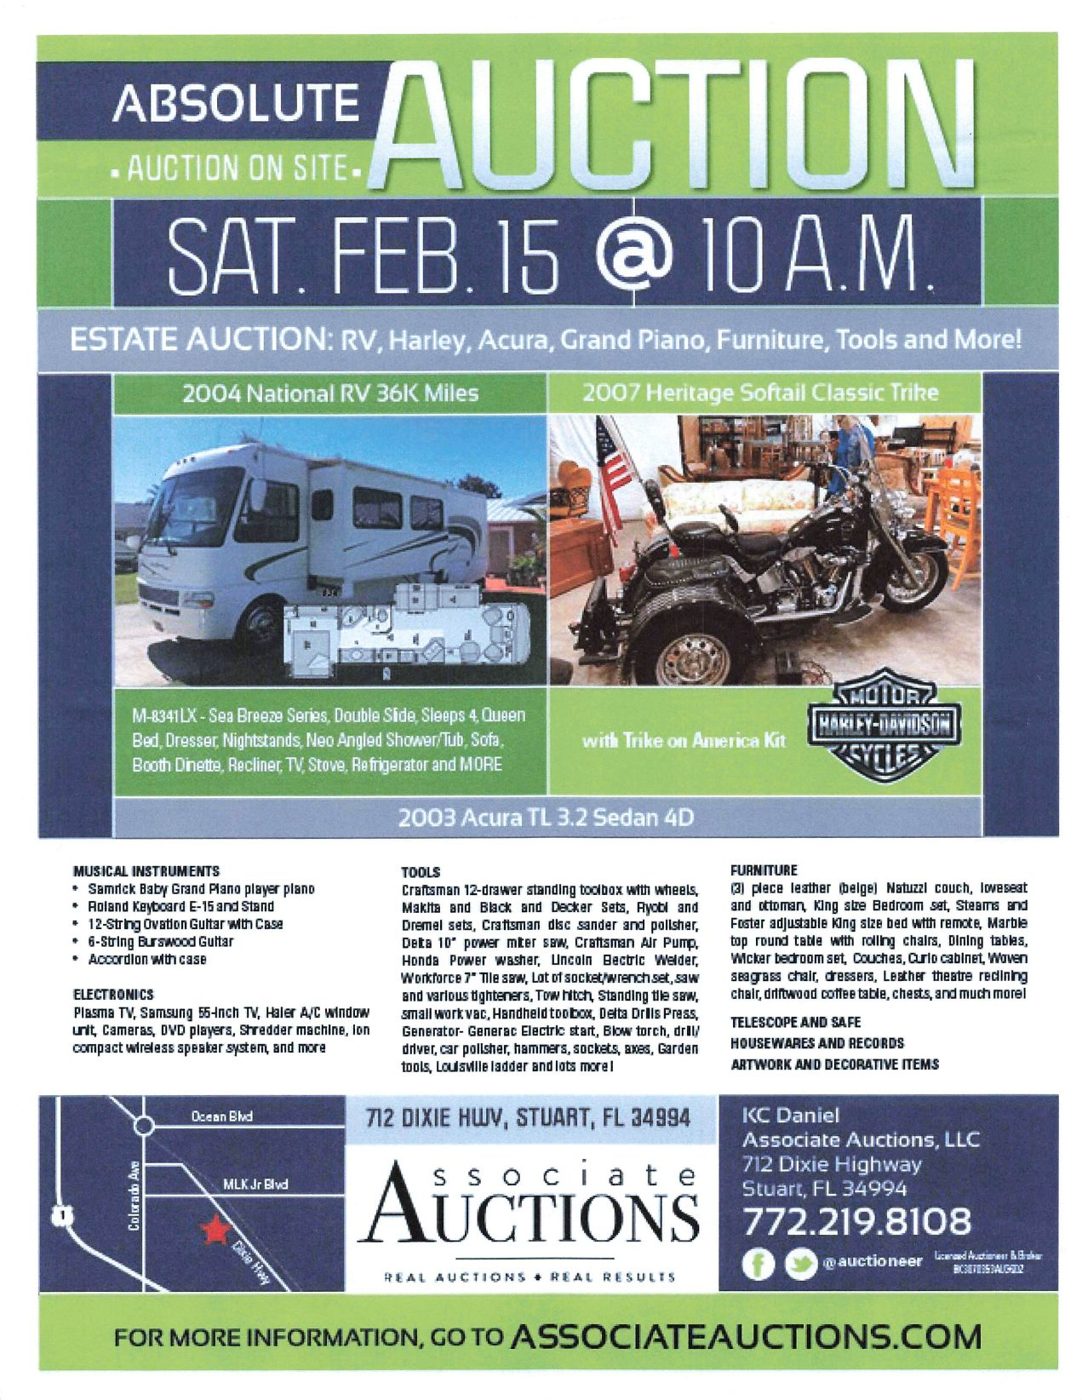 ABSOLUTE
AUCTION
▪ AUCTION ON SITE ▪
SAT. FEB. 15 @ 10 A.M.
ESTATE AUCTION: RV, Harley, Acura, Grand Piano, Furniture, Tools and More!
2004 National RV 36K Miles
2007 Heritage Softail Classic Trike
M-8341LX - Sea Breeze Series, Double Slide, Sleeps 4, Queen
Bed, Dresser, Nightstands, Neo Angled Shower/Tub, Sofa,
Booth Dinette, Recliner, TV, Stove, Refrigerator and MORE
with Trike on America Kit
MOTOR
HARLEY-DAVIDSON
CYCLES
2003 Acura TL 3.2 Sedan 4D
MUSICAL INSTRUMENTS
• Samrick Baby Grand Piano player piano
• Roland Keyboard E-15 and Stand
• 12-String Ovation Guitar with Case
• 6-String Burswood Guitar
• Accordion with case
ELECTRONICS
Plasma TV, Samsung 55-inch TV, Haier A/C window
unit, Cameras, DVD players, Shredder machine, Ion
compact wireless speaker system, and more
TOOLS
Craftsman 12-drawer standing toolbox with wheels,
Makita and Black and Decker Sets, Ryobi and
Dremel sets, Craftsman disc sander and polisher,
Delta 10" power miter saw, Craftsman Air Pump,
Honda Power washer, Lincoln Electric Welder,
Workforce 7" Tile saw, Lot of socket/wrench set, saw
and various tighteners, Tow hitch, Standing tile saw,
small work vac, Handheld toolbox, Delta Drills Press,
Generator- Generac Electric start, Blow torch, drill/
driver, car polisher, hammers, sockets, axes, Garden
tools, Louisville ladder and lots more!
FURNITURE
(3) piece leather (beige) Natuzzi couch, loveseat
and ottoman, King size Bedroom set, Stearns and
Foster adjustable King size bed with remote, Marble
top round table with rolling chairs, Dining tables,
Wicker bedroom set, Couches, Curio cabinet, Woven
seagrass chair, dressers, Leather theatre reclining
chair, driftwood coffee table, chests, and much more!
TELESCOPE AND SAFE
HOUSEWARES AND RECORDS
ARTWORK AND DECORATIVE ITEMS
Ocean Blvd
Colorado Ave
MLK Jr Blvd
1
Dixie Hwy
712 DIXIE HWY, STUART, FL 34994
Associate
AUCTIONS
REAL AUCTIONS • REAL RESULTS
KC Daniel
Associate Auctions, LLC
712 Dixie Highway
Stuart, FL 34994
772.219.8108
f @auctioneer
Licensed Auctioneer & Broker
FOR MORE INFORMATION, GO TO ASSOCIATEAUCTIONS.COM